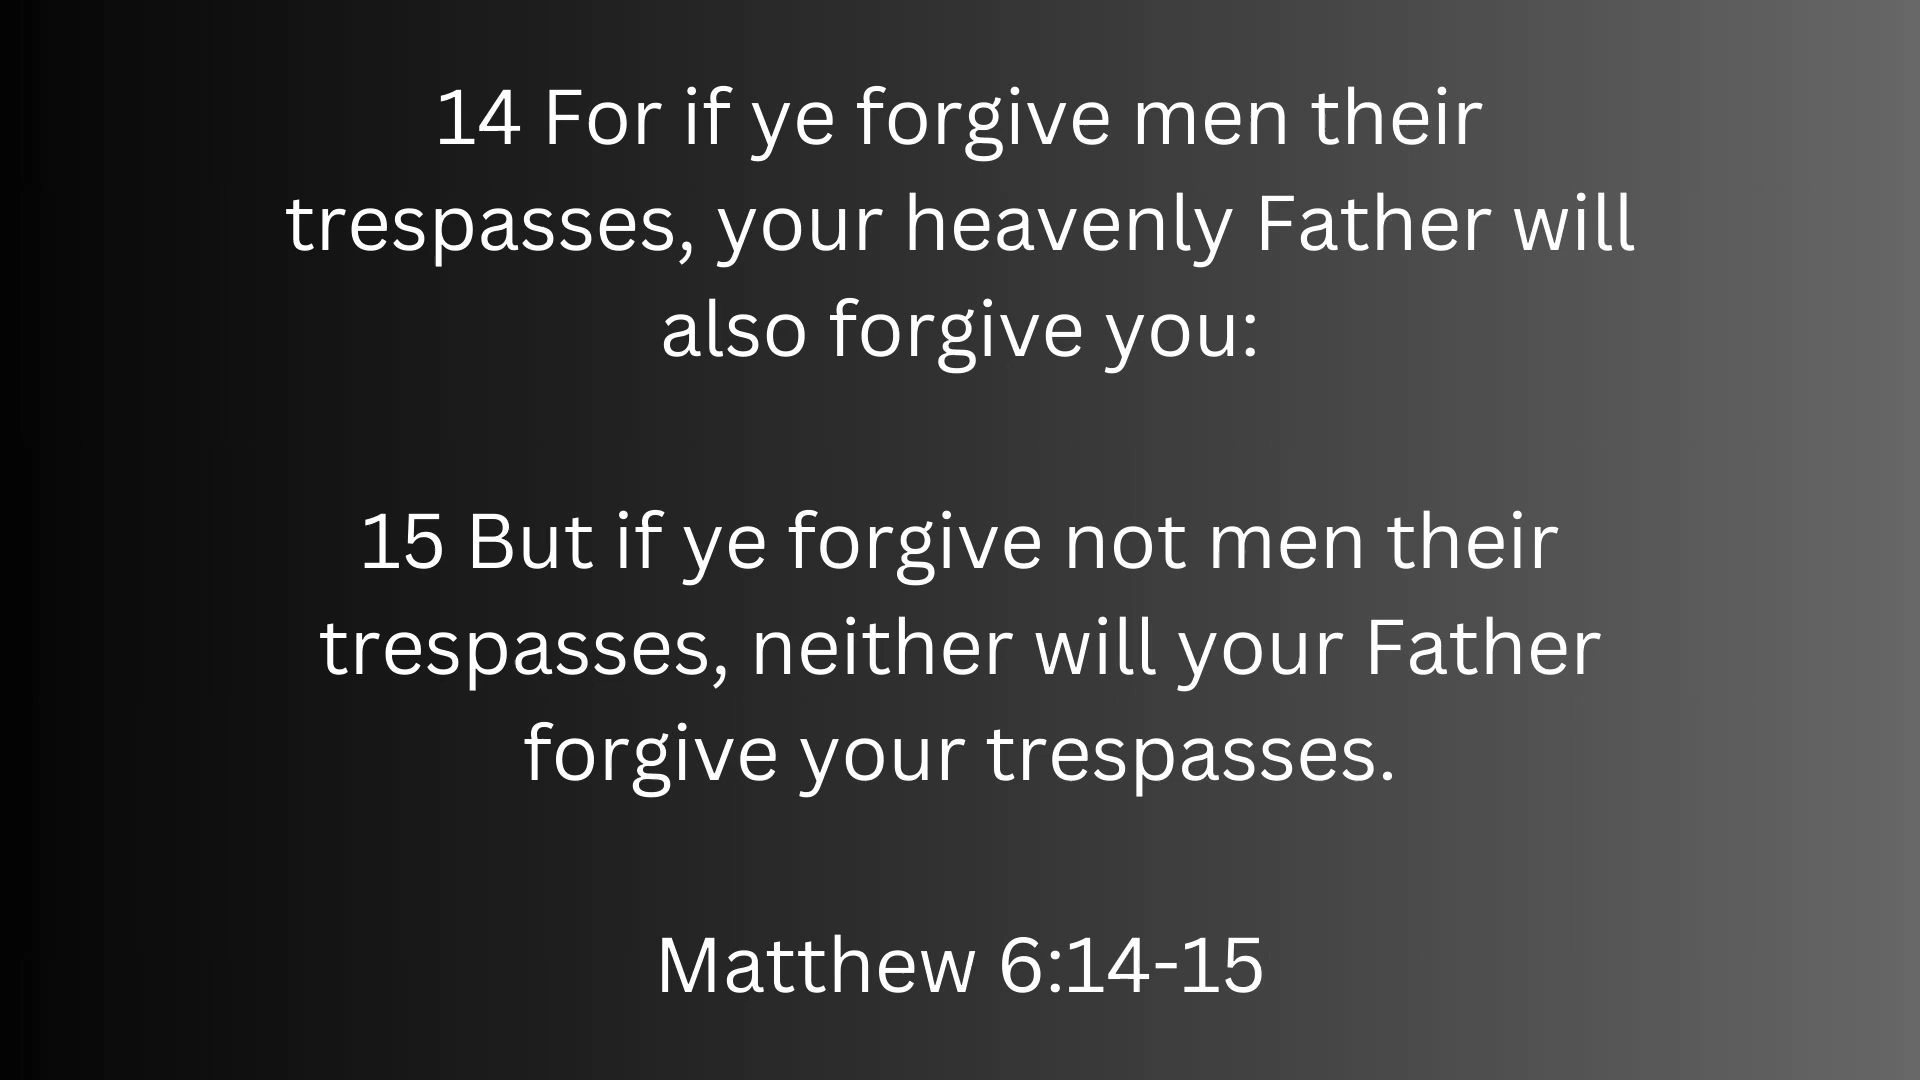 14 For if ye forgive men their
trespasses, your heavenly Father will
also forgive you:
15 But if ye forgive not men their
trespasses, neither will your Father
forgive your trespasses.
Matthew 6:14-15